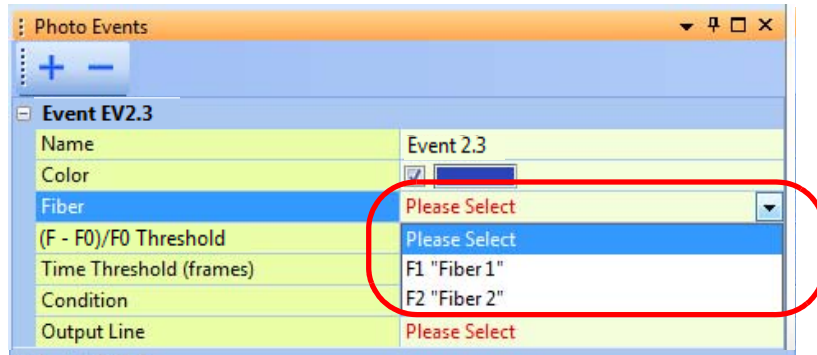 Photo Events
Event EV2.3
Name Event 2.3
Color
Fiber Please Select
(F - F0)/F0 Threshold Please Select
Time Threshold (frames) F1 "Fiber 1"
Condition F2 "Fiber 2"
Output Line Please Select